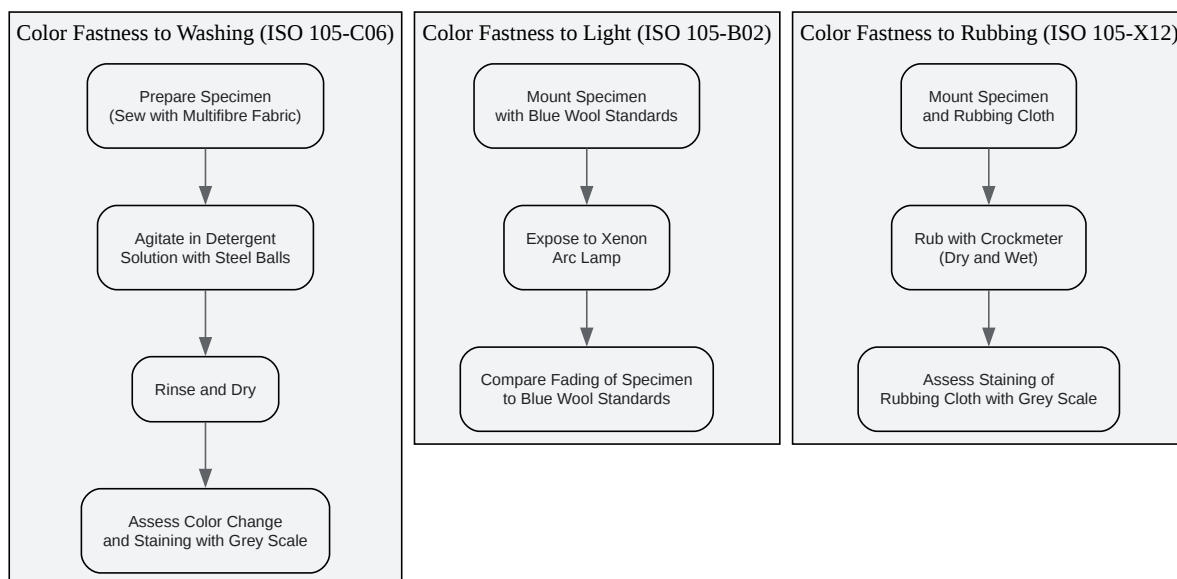 Color Fastness to Washing (ISO 105-C06)
Prepare Specimen
(Sew with Multifibre Fabric)
Agitate in Detergent
Solution with Steel Balls
Rinse and Dry
Assess Color Change
and Staining with Grey Scale
Color Fastness to Light (ISO 105-B02)
Mount Specimen
with Blue Wool Standards
Expose to Xenon
Arc Lamp
Compare Fading of Specimen
to Blue Wool Standards
Color Fastness to Rubbing (ISO 105-X12)
Mount Specimen
and Rubbing Cloth
Rub with Crockmeter
(Dry and Wet)
Assess Staining of
Rubbing Cloth with Grey Scale